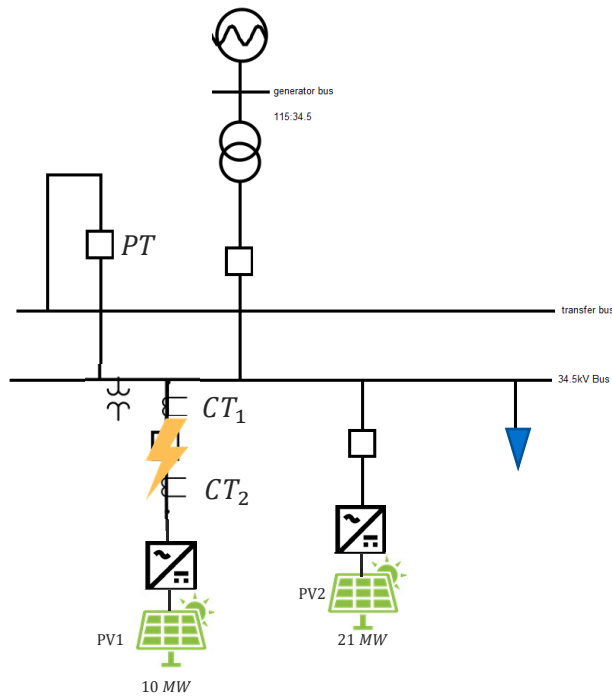 generator bus
115:34.5
PT
transfer bus
34.5kV Bus
CT₁
CT₂
PV1
10 MW
PV2
21 MW